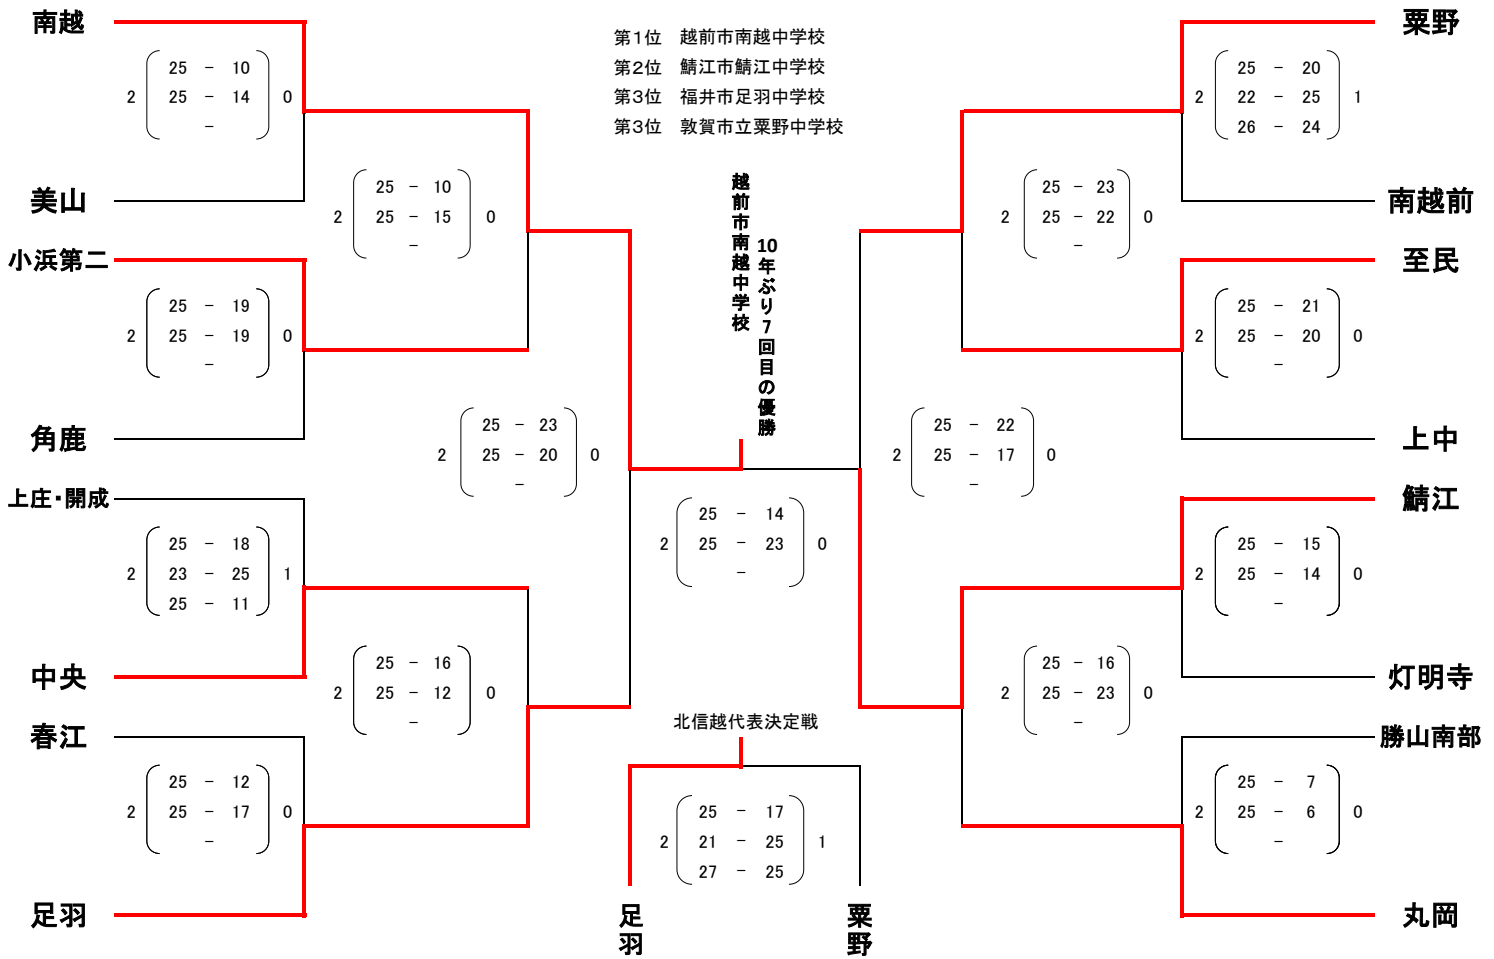 南越
美山
小浜第二
角鹿
上庄・開成
中央
春江
足羽
第1位 越前市南越中学校
第2位 鯖江市鯖江中学校
第3位 福井市足羽中学校
第3位 敦賀市立粟野中学校
越前市南越中学校
10年ぶり7回目の優勝
粟野
南越前
至民
上中
鯖江
灯明寺
勝山南部
丸岡
25 - 10
2 25 - 14 0
-
25 - 19
2 25 - 19 0
-
25 - 18
2 23 - 25 1
25 - 11
25 - 12
2 25 - 17 0
-
25 - 10
2 25 - 15 0
-
25 - 16
2 25 - 12 0
-
25 - 23
2 25 - 20 0
-
25 - 14
2 25 - 23 0
-
25 - 22
2 25 - 17 0
-
25 - 23
2 25 - 22 0
-
25 - 16
2 25 - 23 0
-
25 - 20
2 22 - 25 1
26 - 24
25 - 21
2 25 - 20 0
-
25 - 15
2 25 - 14 0
-
25 - 7
2 25 - 6 0
-
北信越代表決定戦
25 - 17
2 21 - 25 1
27 - 25
足羽
粟野